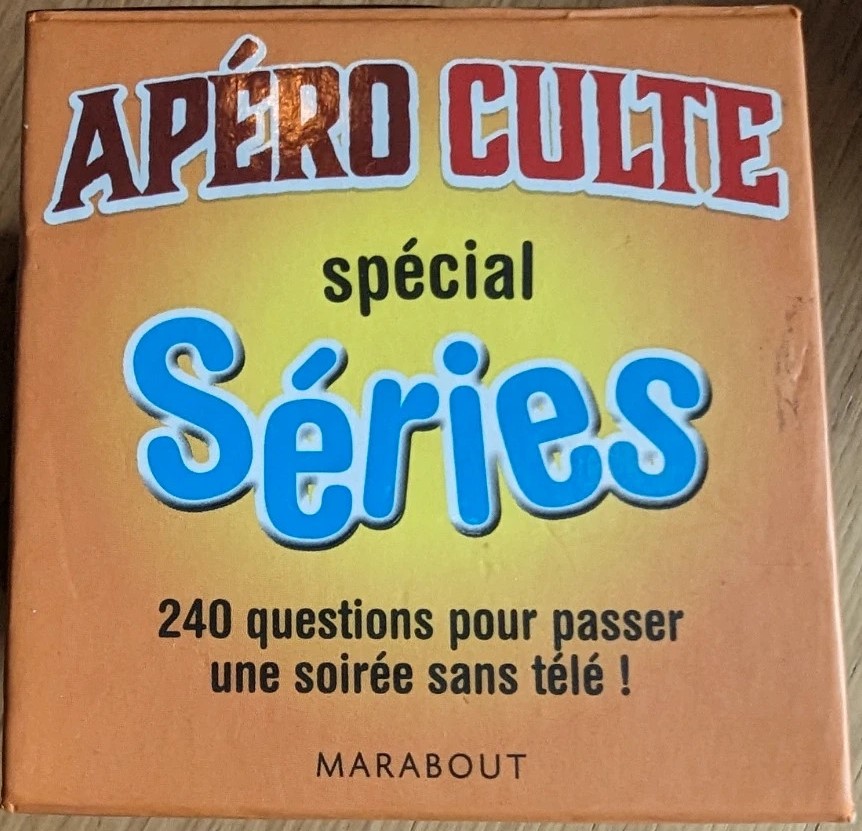 APÉRO CULTE
spécial
Séries
240 questions pour passer
une soirée sans télé !
MARABOUT